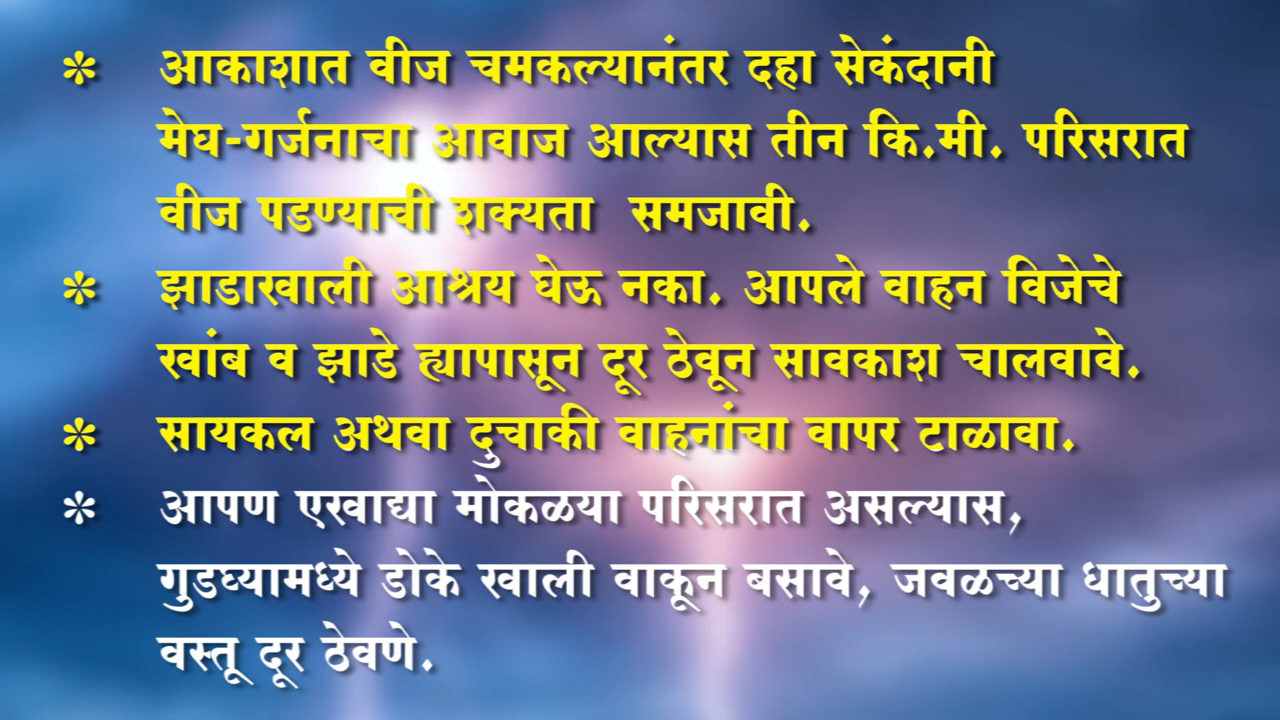 * आकाशात वीज चमकल्यानंतर दहा सेकंदानी
मेघ-गर्जनाचा आवाज आल्यास तीन कि.मी. परिसरात
वीज पडण्याची शक्यता समजावी.
* झाडाखाली आश्रय घेऊ नका. आपले वाहन विजेचे
खांब व झाडे ह्यापासून दूर ठेवून सावकाश चालवावे.
* सायकल अथवा दुचाकी वाहनांचा वापर टाळावा.
* आपण एखाद्या मोकळया परिसरात असल्यास,
गुडघ्यामध्ये डोके खाली वाकून बसावे, जवळच्या धातुच्या
वस्तू दूर ठेवणे.